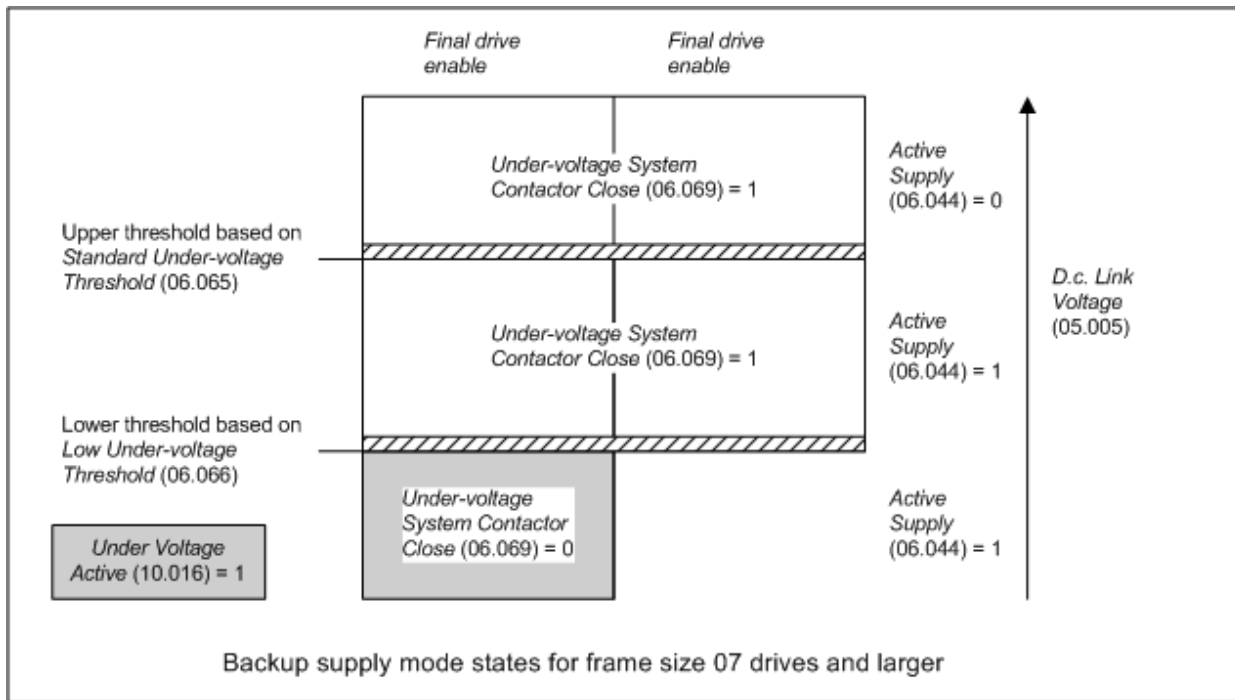 Final drive
enable
Final drive
enable
Under-voltage System
Contactor Close (06.069) = 1
Active
Supply
(06.044) = 0
Upper threshold based on
Standard Under-voltage
Threshold (06.065)
D.c. Link
Voltage
(05.005)
Under-voltage System
Contactor Close (06.069) = 1
Active
Supply
(06.044) = 1
Lower threshold based on
Low Under-voltage
Threshold (06.066)
Under-voltage
System Contactor
Close (06.069) = 0
Active
Supply
(06.044) = 1
Under Voltage
Active (10.016) = 1
Backup supply mode states for frame size 07 drives and larger